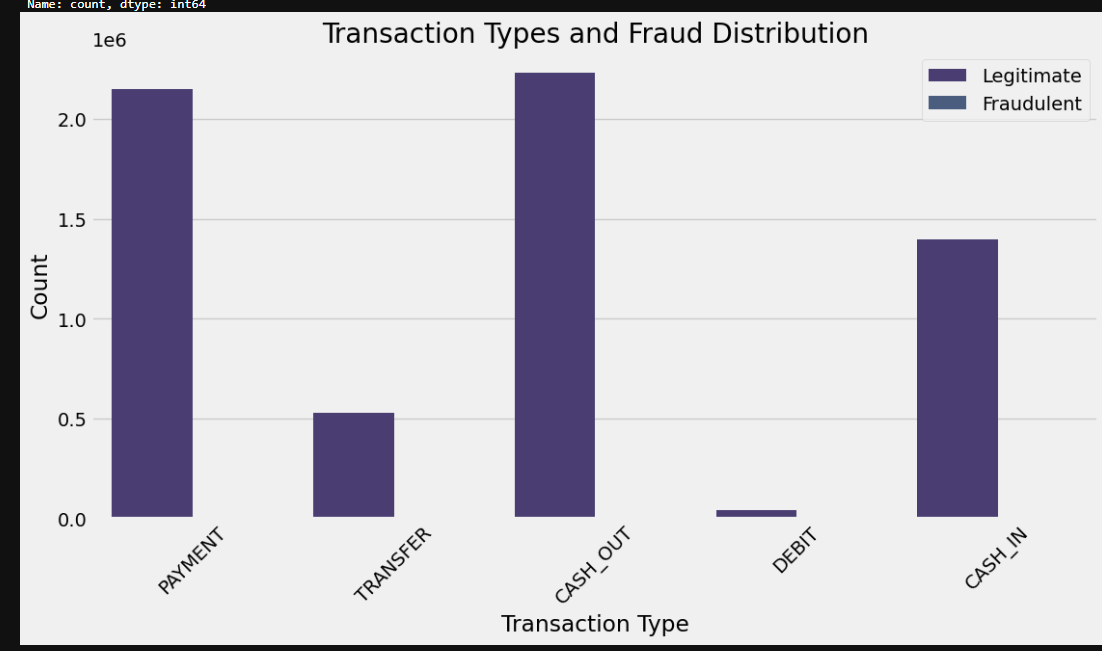 Name: count, dtype: int64
Transaction Types and Fraud Distribution
1e6
Legitimate
Fraudulent
2.0
1.5
1.0
0.5
0.0
Count
PAYMENT
TRANSFER
CASH_OUT
DEBIT
CASH_IN
Transaction Type